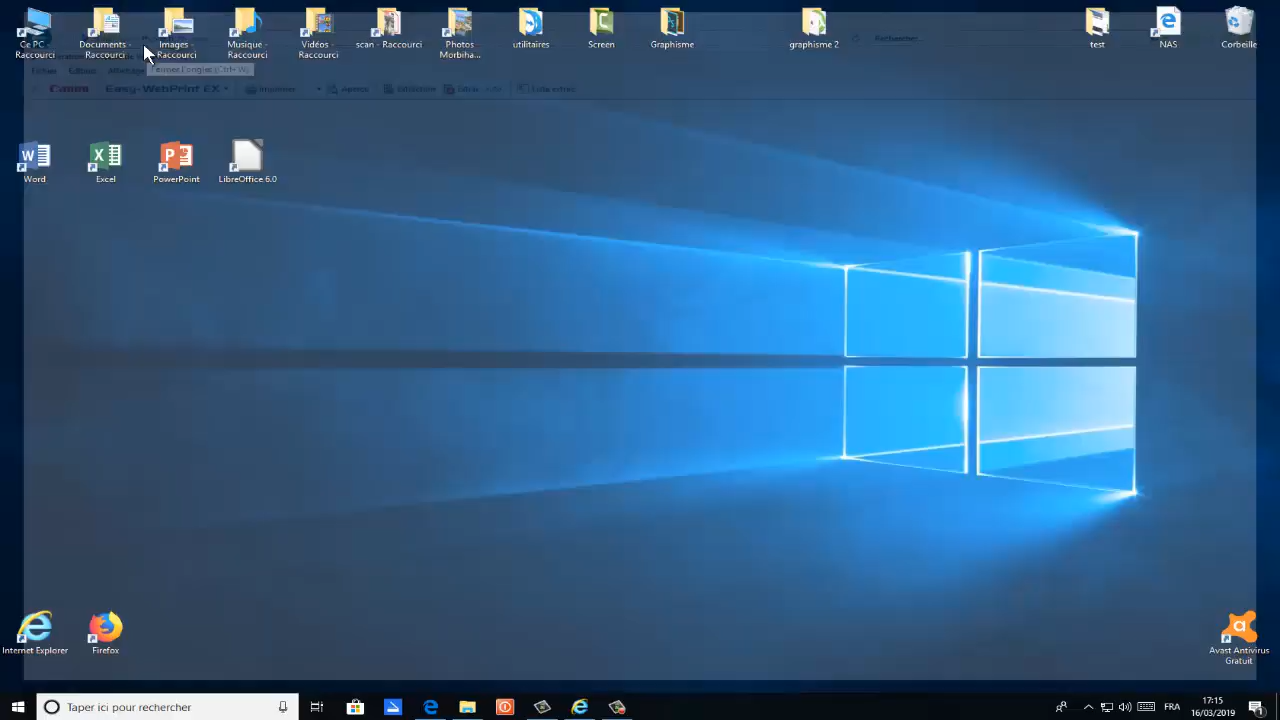 Ce PC -
Raccourci
Documents -
Raccourci
Images -
Raccourci
Musique -
Raccourci
Vidéos -
Raccourci
scan - Raccourci
Photos
Morbiha...
utilitaires
Screen
Graphisme
graphisme 2
test
NAS
Corbeille
Rechercher...
Fermer l'onglet (Ctrl+W)
Fichier
Edition
Affichage
Canon
Easy-WebPrint EX
Imprimer
Aperçu
Word
Excel
PowerPoint
LibreOffice 6.0
Internet Explorer
Firefox
Avast Antivirus
Gratuit
Taper ici pour rechercher
FRA
17:15
16/03/2019